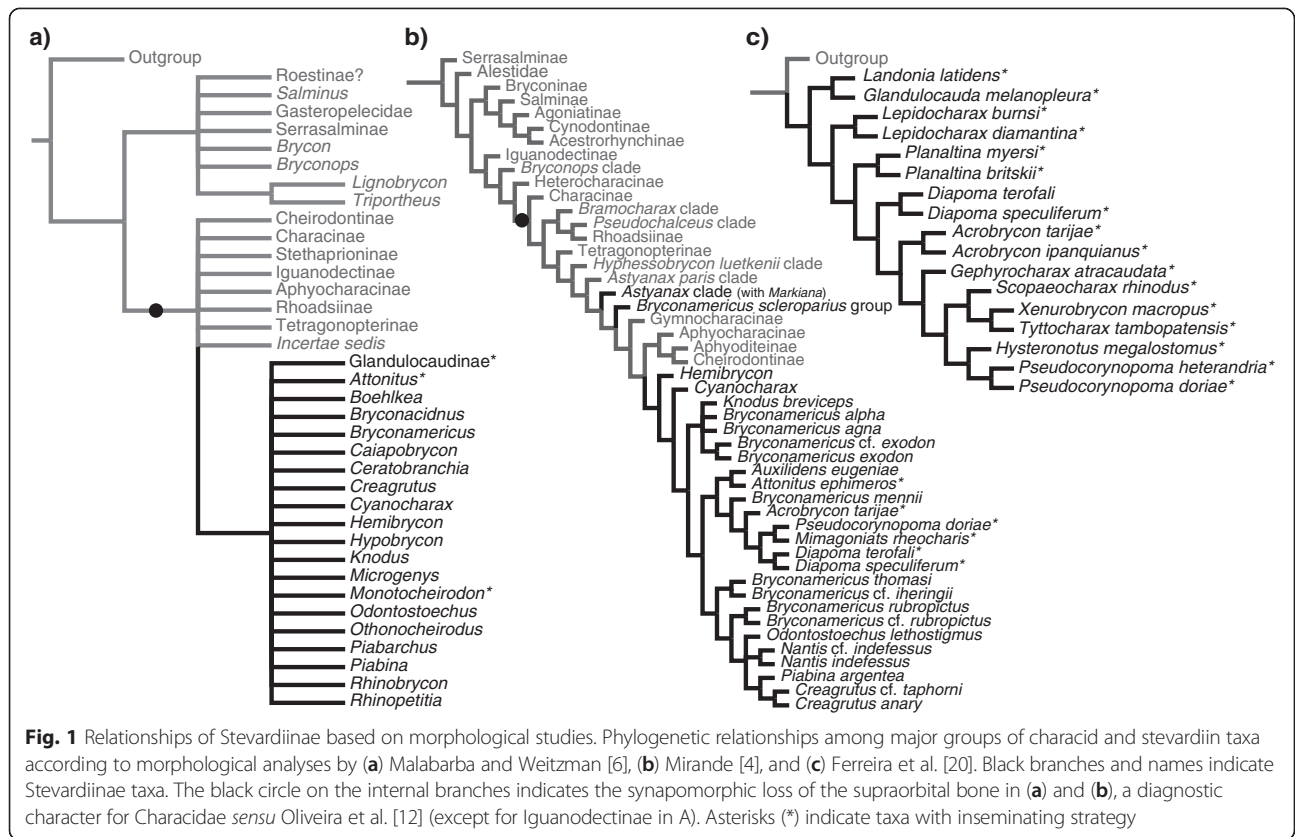 a)
Outgroup
Roestinae?
Salminus
Gasteropelecidae
Serrasalminae
Brycon
Bryconops
Lignobrycon
Triportheus
Cheirodontinae
Characinae
Stethaprioninae
Iguanodectinae
Aphyocharacinae
Rhoadsiinae
Tetragonopterinae
Incertae sedis
Glandulocaudinae*
Attonitus*
Boehlkea
Bryconacidnus
Bryconamericus
Caiapobrycon
Ceratobranchia
Creagrutus
Cyanocharax
Hemibrycon
Hypobrycon
Knodus
Microgenys
Monotocheirodon*
Odontostoechus
Othonocheirodus
Piabarchus
Piabina
Rhinobrycon
Rhinopetitia
b)
Serrasalminae
Alestidae
Bryconinae
Salminae
Agoniatinae
Cynodontinae
Acestrorhynchinae
Iguanodectinae
Bryconops clade
Heterocharacinae
Characinae
Bramocharax clade
Pseudochalceus clade
Rhoadsiinae
Tetragonopterinae
Hyphessobrycon luetkenii clade
Astyanax paris clade
Astyanax clade (with Markiana)
Bryconamericus scleroparius group
Gymnocharacinae
Aphyocharacinae
Aphyoditeinae
Cheirodontinae
Hemibrycon
Cyanocharax
Knodus breviceps
Bryconamericus alpha
Bryconamericus agna
Bryconamericus cf. exodon
Bryconamericus exodon
Auxilidens eugeniae
Attonitus ephimeros*
Bryconamericus mennii
Acrobrycon tarijae*
Pseudocorynopoma doriae*
Mimagoniats rheocharis*
Diapoma terofali*
Diapoma speculiferum*
Bryconamericus thomasi
Bryconamericus cf. iheringii
Bryconamericus rubropictus
Bryconamericus cf. rubropictus
Odontostoechus lethostigmus
Nantis cf. indefessus
Nantis indefessus
Piabina argentea
Creagrutus cf. taphorni
Creagrutus anary
c)
Outgroup
Landonia latidens*
Glandulocauda melanopleura*
Lepidocharax burnsi*
Lepidocharax diamantina*
Planaltina myersi*
Planaltina britskii*
Diapoma terofali
Diapoma speculiferum*
Acrobrycon tarijae*
Acrobrycon ipanquianus*
Gephyrocharax atracaudata*
Scopaeocharax rhinodus*
Xenurobrycon macropus*
Tyttocharax tambopatensis*
Hysteronotus megalostomus*
Pseudocorynopoma heterandria*
Pseudocorynopoma doriae*
Fig. 1 Relationships of Stevardiinae based on morphological studies. Phylogenetic relationships among major groups of characid and stevardiin taxa
according to morphological analyses by (a) Malabarba and Weitzman [6], (b) Mirande [4], and (c) Ferreira et al. [20]. Black branches and names indicate
Stevardiinae taxa. The black circle on the internal branches indicates the synapomorphic loss of the supraorbital bone in (a) and (b), a diagnostic
character for Characidae sensu Oliveira et al. [12] (except for Iguanodectinae in A). Asterisks (*) indicate taxa with inseminating strategy